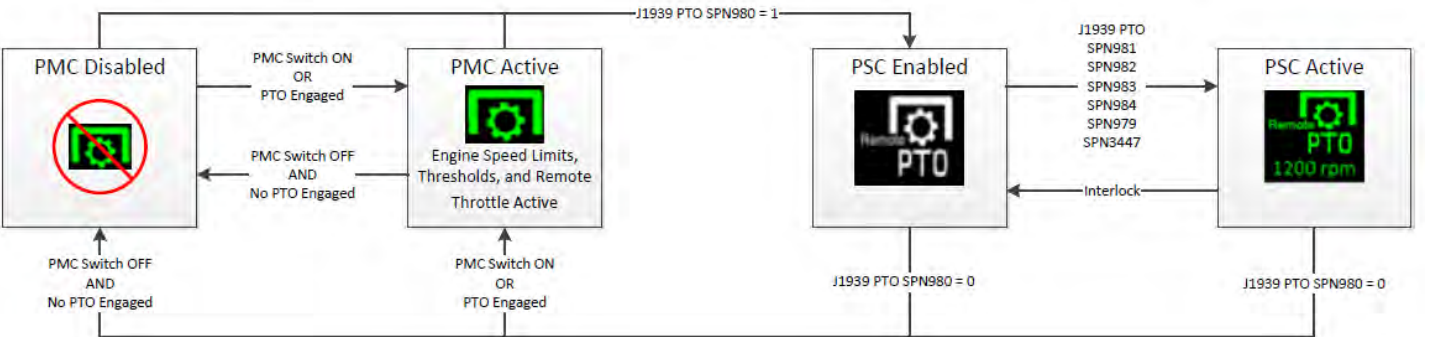 J1939 PTO SPN980 = 1
PMC Disabled
PMC Switch ON
OR
PTO Engaged
PMC Switch OFF
AND
No PTO Engaged
PMC Active
Engine Speed Limits,
Thresholds, and Remote
Throttle Active
PSC Enabled
Remote
PTO
J1939 PTO
SPN981
SPN982
SPN983
SPN984
SPN979
SPN3447
Interlock
PSC Active
Remote
PTO
1200 rpm
PMC Switch OFF
AND
No PTO Engaged
PMC Switch ON
OR
PTO Engaged
J1939 PTO SPN980 = 0
J1939 PTO SPN980 = 0